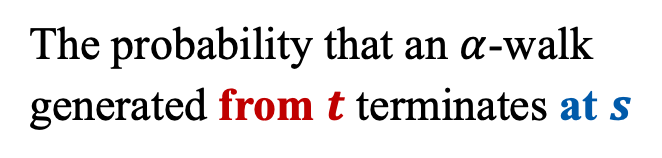 The probability that an α-walk
generated from t terminates at s